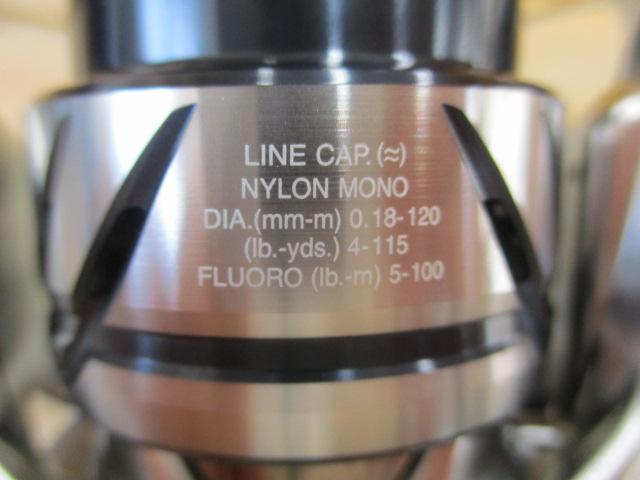 LINE CAP.(≈)
NYLON MONO
DIA.(mm-m) 0.18-120
(lb.-yds.) 4-115
FLUORO (lb.-m) 5-100